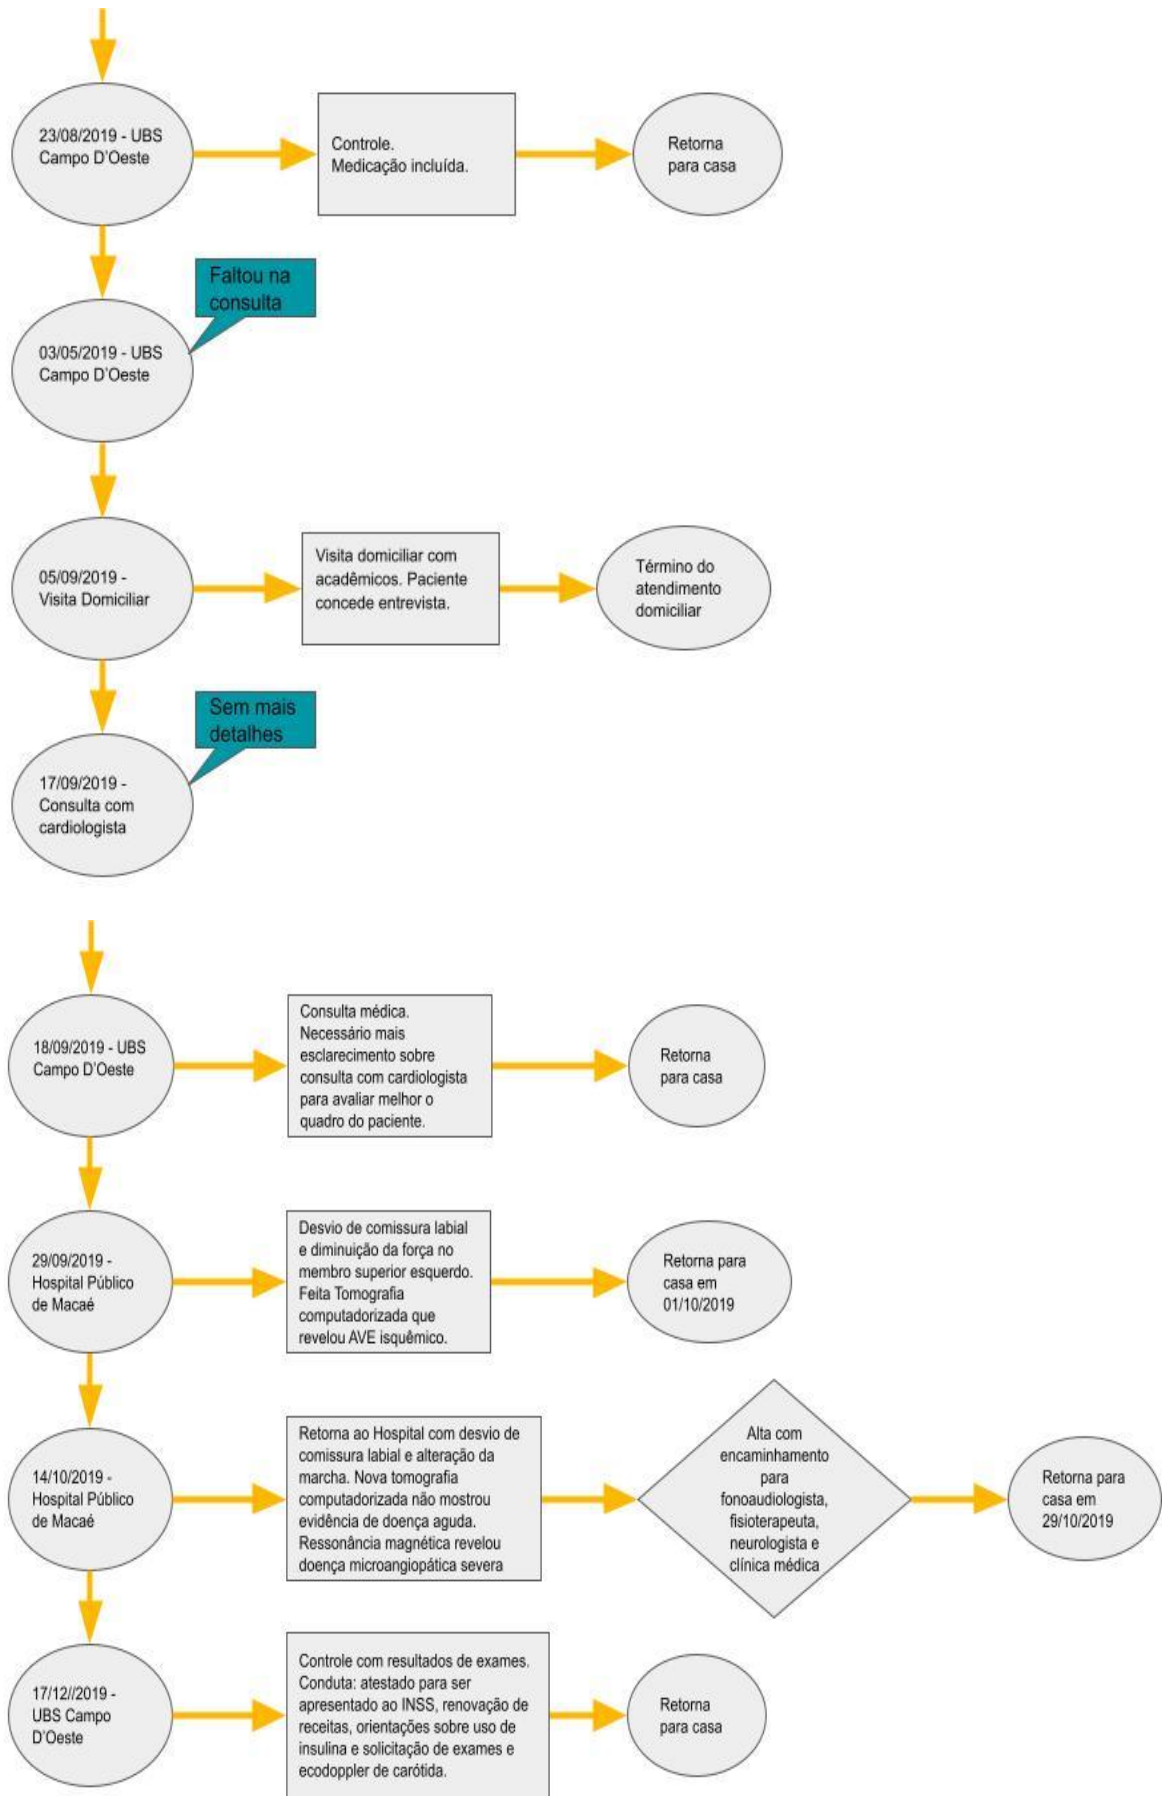 23/08/2019 - UBS
Campo D'Oeste
Controle.
Medicação incluída.
Retorna
para casa
Faltou na
consulta
03/05/2019 - UBS
Campo D'Oeste
05/09/2019 -
Visita Domiciliar
Visita domiciliar com
acadêmicos. Paciente
concede entrevista.
Término do
atendimento
domiciliar
Sem mais
detalhes
17/09/2019 -
Consulta com
cardiologista
18/09/2019 - UBS
Campo D'Oeste
Consulta médica.
Necessário mais
esclarecimento sobre
consulta com cardiologista
para avaliar melhor o
quadro do paciente.
Retorna
para casa
29/09/2019 -
Hospital Público
de Macaé
Desvio de comissura labial
e diminuição da força no
membro superior esquerdo.
Feita Tomografia
computadorizada que
revelou AVE isquêmico.
Retorna para
casa em
01/10/2019
14/10/2019 -
Hospital Público
de Macaé
Retorna ao Hospital com desvio de
comissura labial e alteração da
marcha. Nova tomografia
computadorizada não mostrou
evidência de doença aguda.
Ressonância magnética revelou
doença microangiopática severa
Alta com
encaminhamento
para
fonoaudiologista,
fisioterapeuta,
neurologista e
clínica médica
Retorna para
casa em
29/10/2019
17/12//2019 -
UBS Campo
D'Oeste
Controle com resultados de exames.
Conduta: atestado para ser
apresentado ao INSS, renovação de
receitas, orientações sobre uso de
insulina e solicitação de exames e
ecodoppler de carótida.
Retorna
para casa